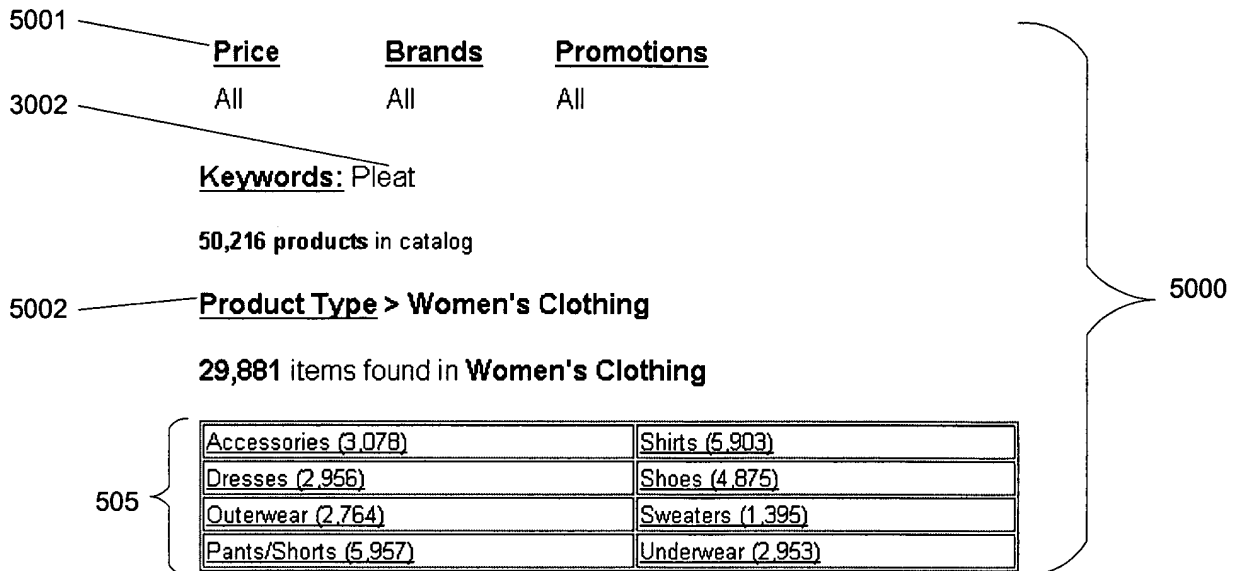 5001
Price Brands Promotions
All All All
3002
Keywords: Pleat
50,216 products in catalog
5002
Product Type > Women's Clothing
5000
29,881 items found in Women's Clothing
505
Accessories (3,078) Shirts (5,903)
Dresses (2,956) Shoes (4,875)
Outerwear (2,764) Sweaters (1,395)
Pants/Shorts (5,957) Underwear (2,953)